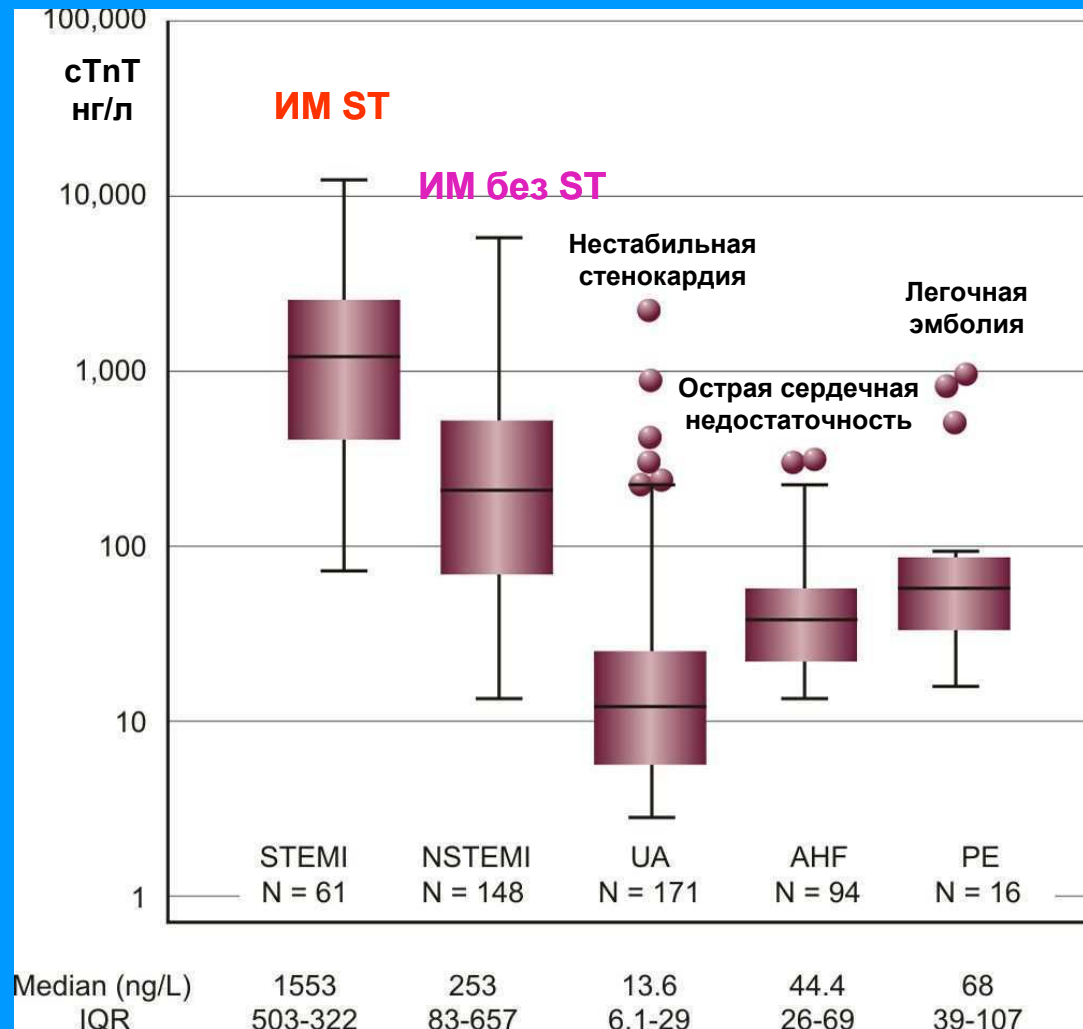 100,000
cTnT
нг/л
ИМ ST
10,000
ИМ без ST
Нестабильная
стенокардия
Легочная
эмболия
1,000
Острая сердечная
недостаточность
100
10
STEMI NSTEMI UA AHF PE
1 N = 61 N = 148 N = 171 N = 94 N = 16
Median (ng/L) 1553 253 13.6 44.4 68
IQR 503-322 83-657 6.1-29 26-69 39-107